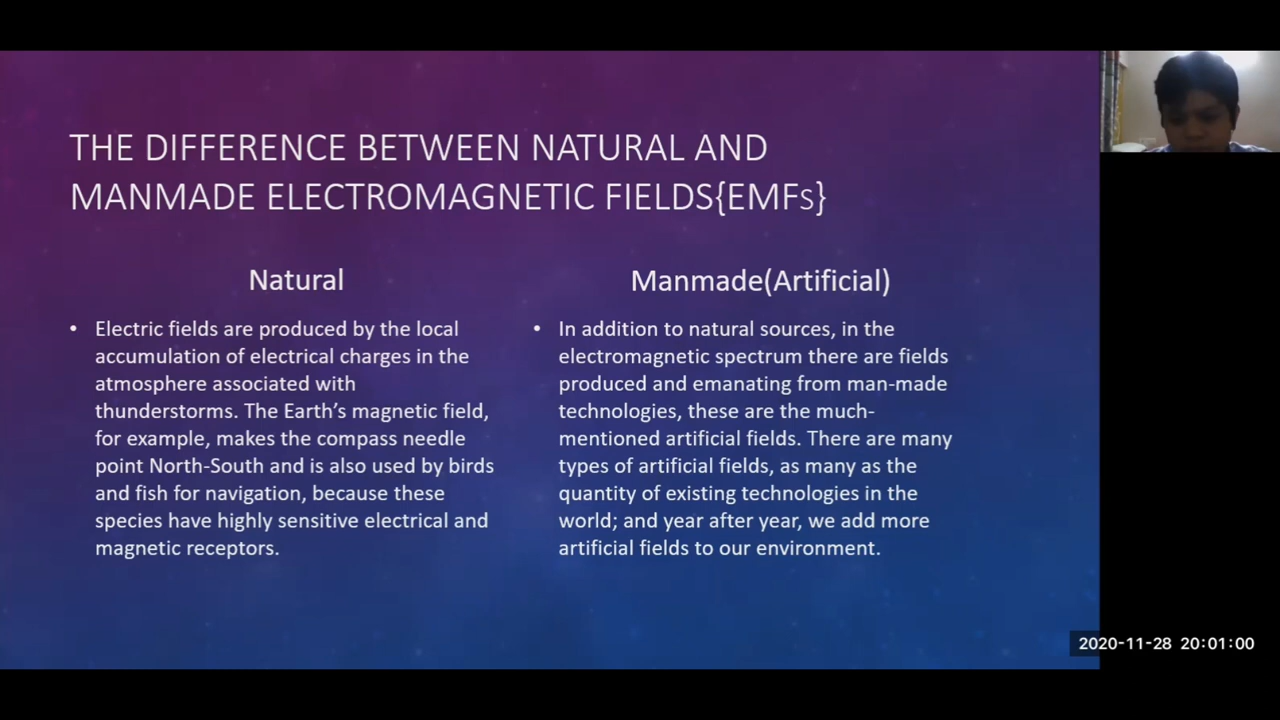 THE DIFFERENCE BETWEEN NATURAL AND
MANMADE ELECTROMAGNETIC FIELDS{EMFs}
Natural
• Electric fields are produced by the local
accumulation of electrical charges in the
atmosphere associated with
thunderstorms. The Earth’s magnetic field,
for example, makes the compass needle
point North-South and is also used by birds
and fish for navigation, because these
species have highly sensitive electrical and
magnetic receptors.
Manmade(Artificial)
• In addition to natural sources, in the
electromagnetic spectrum there are fields
produced and emanating from man-made
technologies, these are the much-
mentioned artificial fields. There are many
types of artificial fields, as many as the
quantity of existing technologies in the
world; and year after year, we add more
artificial fields to our environment.
2020-11-28 20:01:00